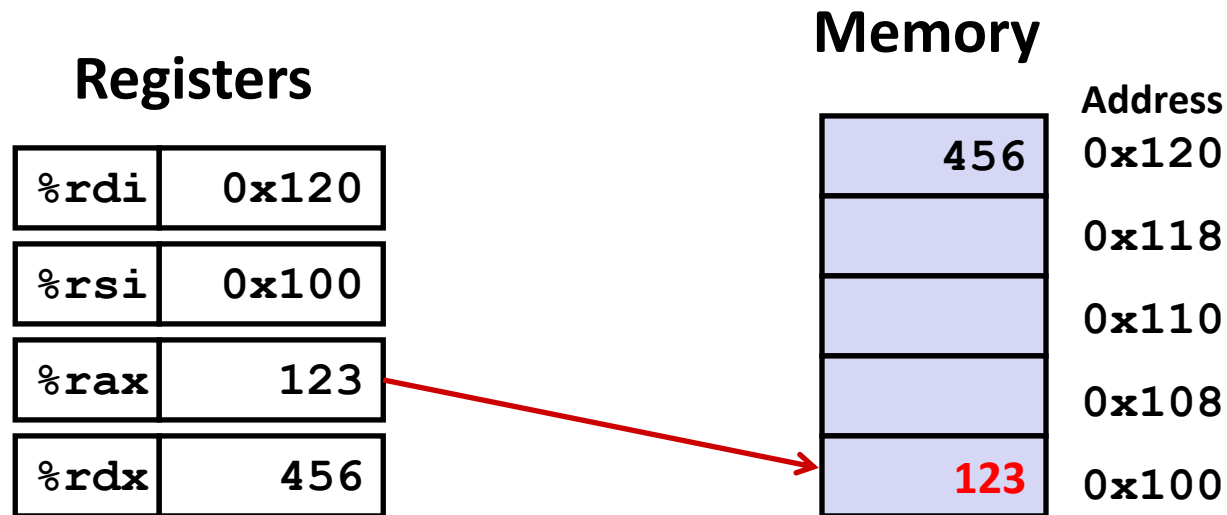 Registers
%rdi 0x120
%rsi 0x100
%rax 123
%rdx 456
Memory
Address
456 0x120
0x118
0x110
0x108
123 0x100